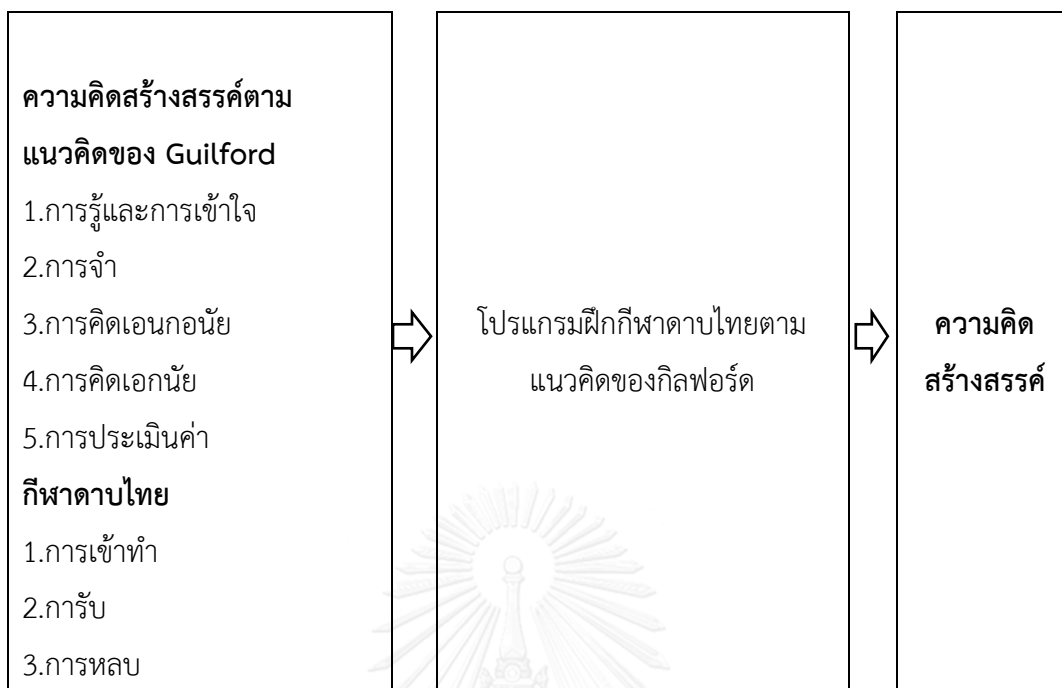 ความคิดสร้างสรรค์ตาม
แนวคิดของ Guilford
1.การรู้และการเข้าใจ
2.การจำ
3.การคิดเอนกอนัย
4.การคิดเอกนัย
5.การประเมินค่า
กีฬาดาบไทย
1.การเข้าทำ
2.การับ
3.การหลบ
โปรแกรมฝึกกีฬาดาบไทยตาม
แนวคิดของกิลฟอร์ด
ความคิด
สร้างสรรค์